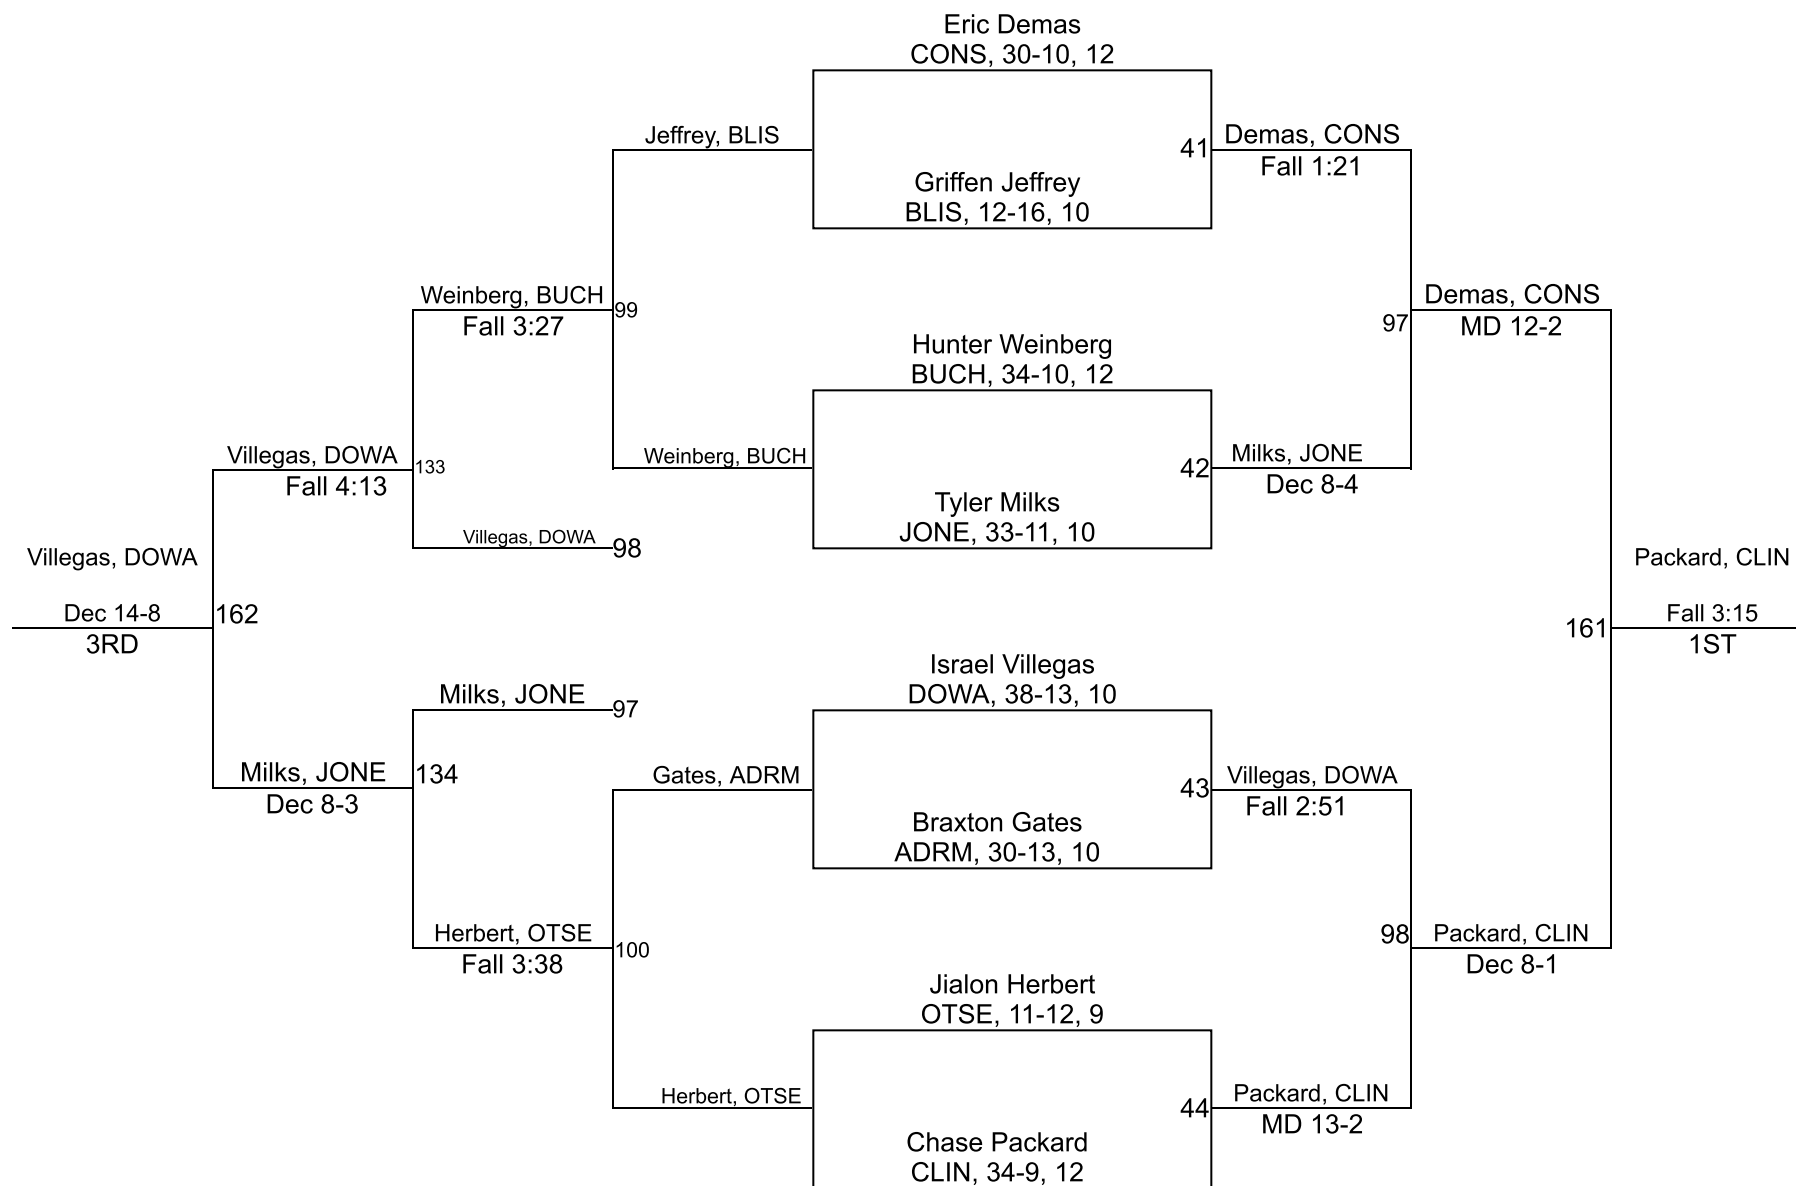 Eric Demas
CONS, 30-10, 12
Jeffrey, BLIS
41
Demas, CONS
Fall 1:21
Griffen Jeffrey
BLIS, 12-16, 10
Weinberg, BUCH
Fall 3:27
99
97
Demas, CONS
MD 12-2
Hunter Weinberg
BUCH, 34-10, 12
Villegas, DOWA
Fall 4:13
133
Weinberg, BUCH
42
Milks, JONE
Dec 8-4
Tyler Milks
JONE, 33-11, 10
Villegas, DOWA
98
Villegas, DOWA
Dec 14-8
3RD
162
Packard, CLIN
161
Fall 3:15
1ST
Israel Villegas
DOWA, 38-13, 10
Milks, JONE
97
Milks, JONE
Dec 8-3
134
Gates, ADRM
43
Villegas, DOWA
Fall 2:51
Braxton Gates
ADRM, 30-13, 10
Herbert, OTSE
Fall 3:38
100
98
Packard, CLIN
Dec 8-1
Jialon Herbert
OTSE, 11-12, 9
Herbert, OTSE
44
Packard, CLIN
MD 13-2
Chase Packard
CLIN, 34-9, 12